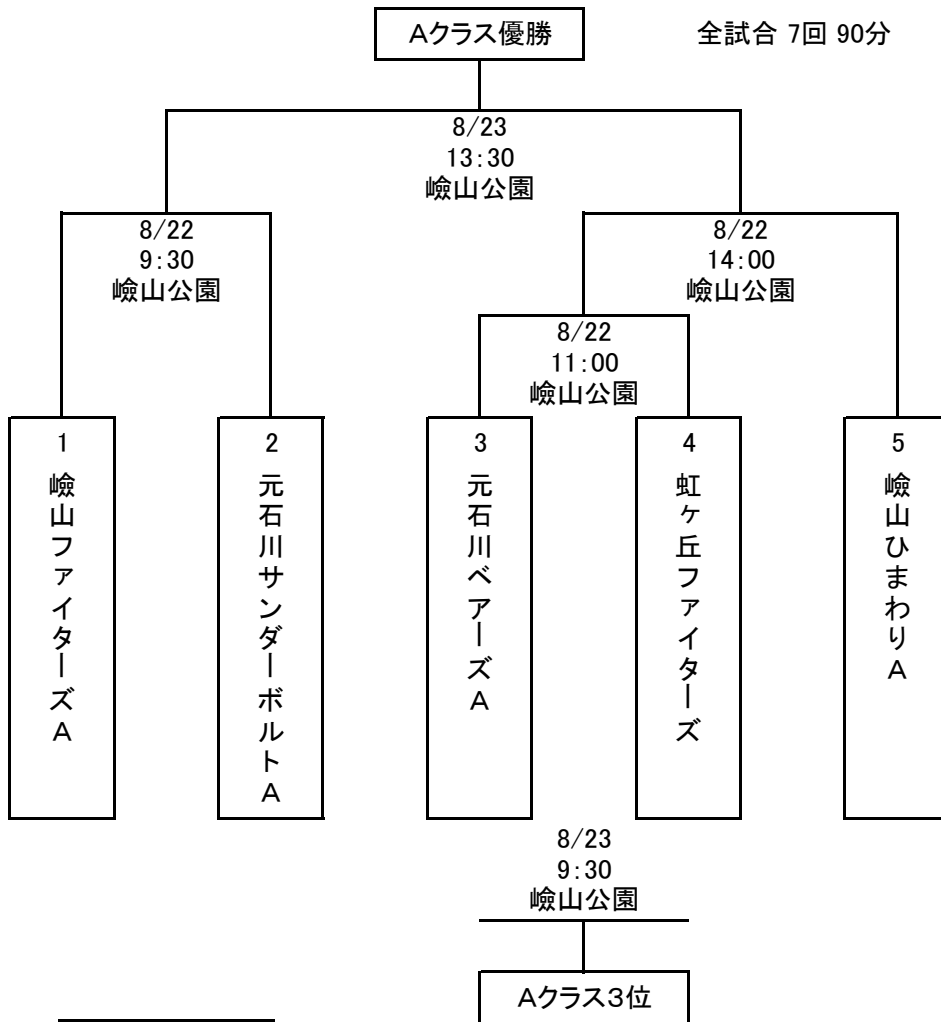 Aクラス優勝
全試合 7回 90分
8/23
13:30
嶮山公園
8/22
9:30
嶮山公園
8/22
14:00
嶮山公園
8/22
11:00
嶮山公園
1
嶮山ファイターズA
2
元石川サンダーボルトA
3
元石川ベアーズA
4
虹ヶ丘ファイターズ
5
嶮山ひまわりA
8/23
9:30
嶮山公園
Aクラス3位